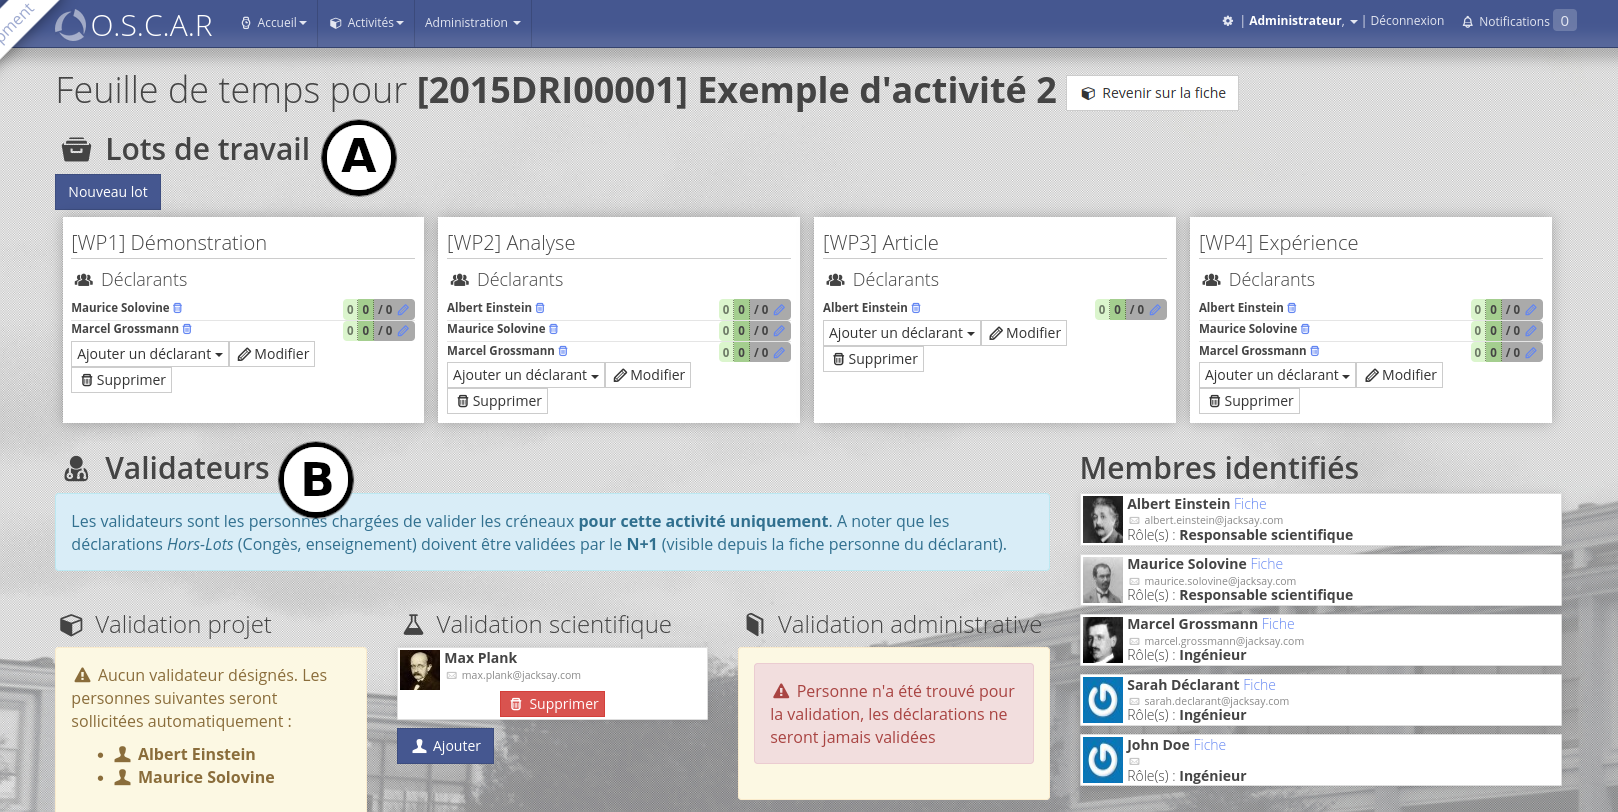 pment
O.S.C.A.R
Accueil
Activités
Administration
| Administrateur, | Déconnexion
Notifications 0
Feuille de temps pour [2015DRI00001] Exemple d'activité 2
Revenir sur la fiche
Lots de travail
A
Nouveau lot
[WP1] Démonstration
Déclarants
Maurice Solovine 0 0 / 0
Marcel Grossmann 0 0 / 0
Ajouter un déclarant Modifier
Supprimer
[WP2] Analyse
Déclarants
Albert Einstein 0 0 / 0
Maurice Solovine 0 0 / 0
Marcel Grossmann 0 0 / 0
Ajouter un déclarant Modifier
Supprimer
[WP3] Article
Déclarants
Albert Einstein 0 0 / 0
Ajouter un déclarant Modifier
Supprimer
[WP4] Expérience
Déclarants
Albert Einstein 0 0 / 0
Maurice Solovine 0 0 / 0
Marcel Grossmann 0 0 / 0
Ajouter un déclarant Modifier
Supprimer
Validateurs
B
Les validateurs sont les personnes chargées de valider les créneaux pour cette activité uniquement. A noter que les
déclarations Hors-Lots (Congès, enseignement) doivent être validées par le N+1 (visible depuis la fiche personne du déclarant).
Validation projet
Aucun validateur désignés. Les
personnes suivantes seront
sollicitées automatiquement :
• Albert Einstein
• Maurice Solovine
Validation scientifique
Max Plank
max.plank@jacksay.com
Supprimer
Ajouter
Validation administrative
Personne n'a été trouvé pour
la validation, les déclarations ne
seront jamais validées
Membres identifiés
Albert Einstein Fiche
albert.einstein@jacksay.com
Rôle(s) : Responsable scientifique
Maurice Solovine Fiche
maurice.solovine@jacksay.com
Rôle(s) : Responsable scientifique
Marcel Grossmann Fiche
marcel.grossmann@jacksay.com
Rôle(s) : Ingénieur
Sarah Déclarant Fiche
sarah.declarant@jacksay.com
Rôle(s) : Ingénieur
John Doe Fiche
Rôle(s) : Ingénieur